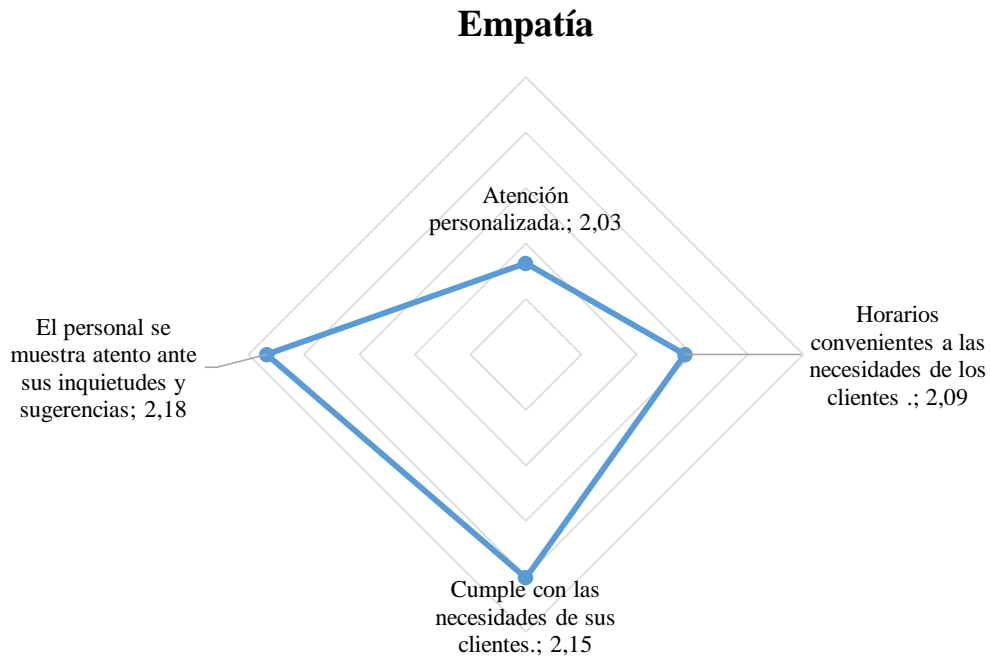 Empatía
Atención
personalizada.; 2,03
Horarios
convenientes a las
necesidades de los
clientes .; 2,09
Cumple con las
necesidades de sus
clientes.; 2,15
El personal se
muestra atento ante
sus inquietudes y
sugerencias; 2,18